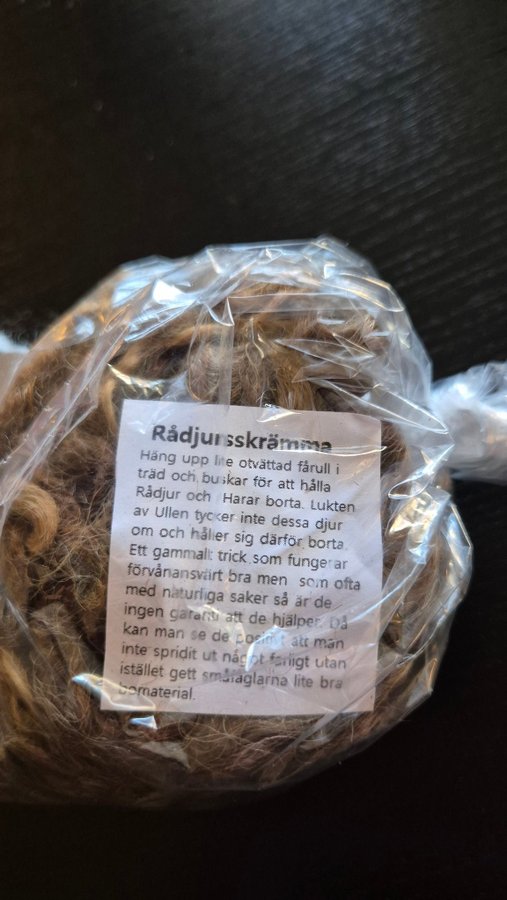 Rådjursskrämma
Häng upp lite otvättad fårull i
träd och buskar för att hålla
Rådjur och Harar borta. Lukten
av Ullen tycker inte dessa djur
om och håller sig därför borta.
Ett gammalt trick som fungerar
förvånansvärt bra men som ofta
med naturliga saker så är de
ingen garanti att de hjälper. Då
kan man se de positivt att man
inte spridit ut något farligt utan
istället gett småfåglarna lite bra
bomaterial.